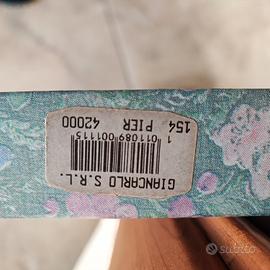 GIANCARLO S.R.L.
1 011089 001115
154 PIER 42000
subito